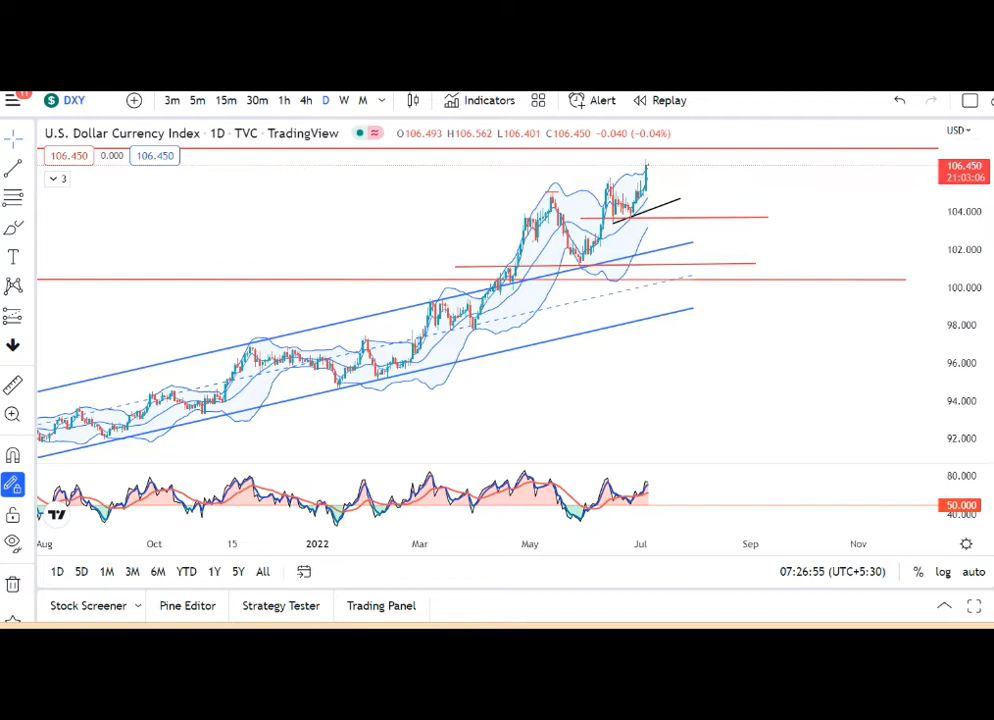 11
$ DXY 3m 5m 15m 30m 1h 4h D W M Indicators Alert Replay
U.S. Dollar Currency Index · 1D · TVC · TradingView O106.493 H106.562 L106.401 C106.450 −0.040 (−0.04%) USD
106.450 0.000 106.450
3
106.450
21:03:06
104.000
102.000
100.000
98.000
96.000
94.000
92.000
80.000
50.000
40.000
Aug Oct 15 2022 Mar May Jul Sep Nov
1D 5D 1M 3M 6M YTD 1Y 5Y All 07:26:55 (UTC+5:30) % log auto
Stock Screener Pine Editor Strategy Tester Trading Panel